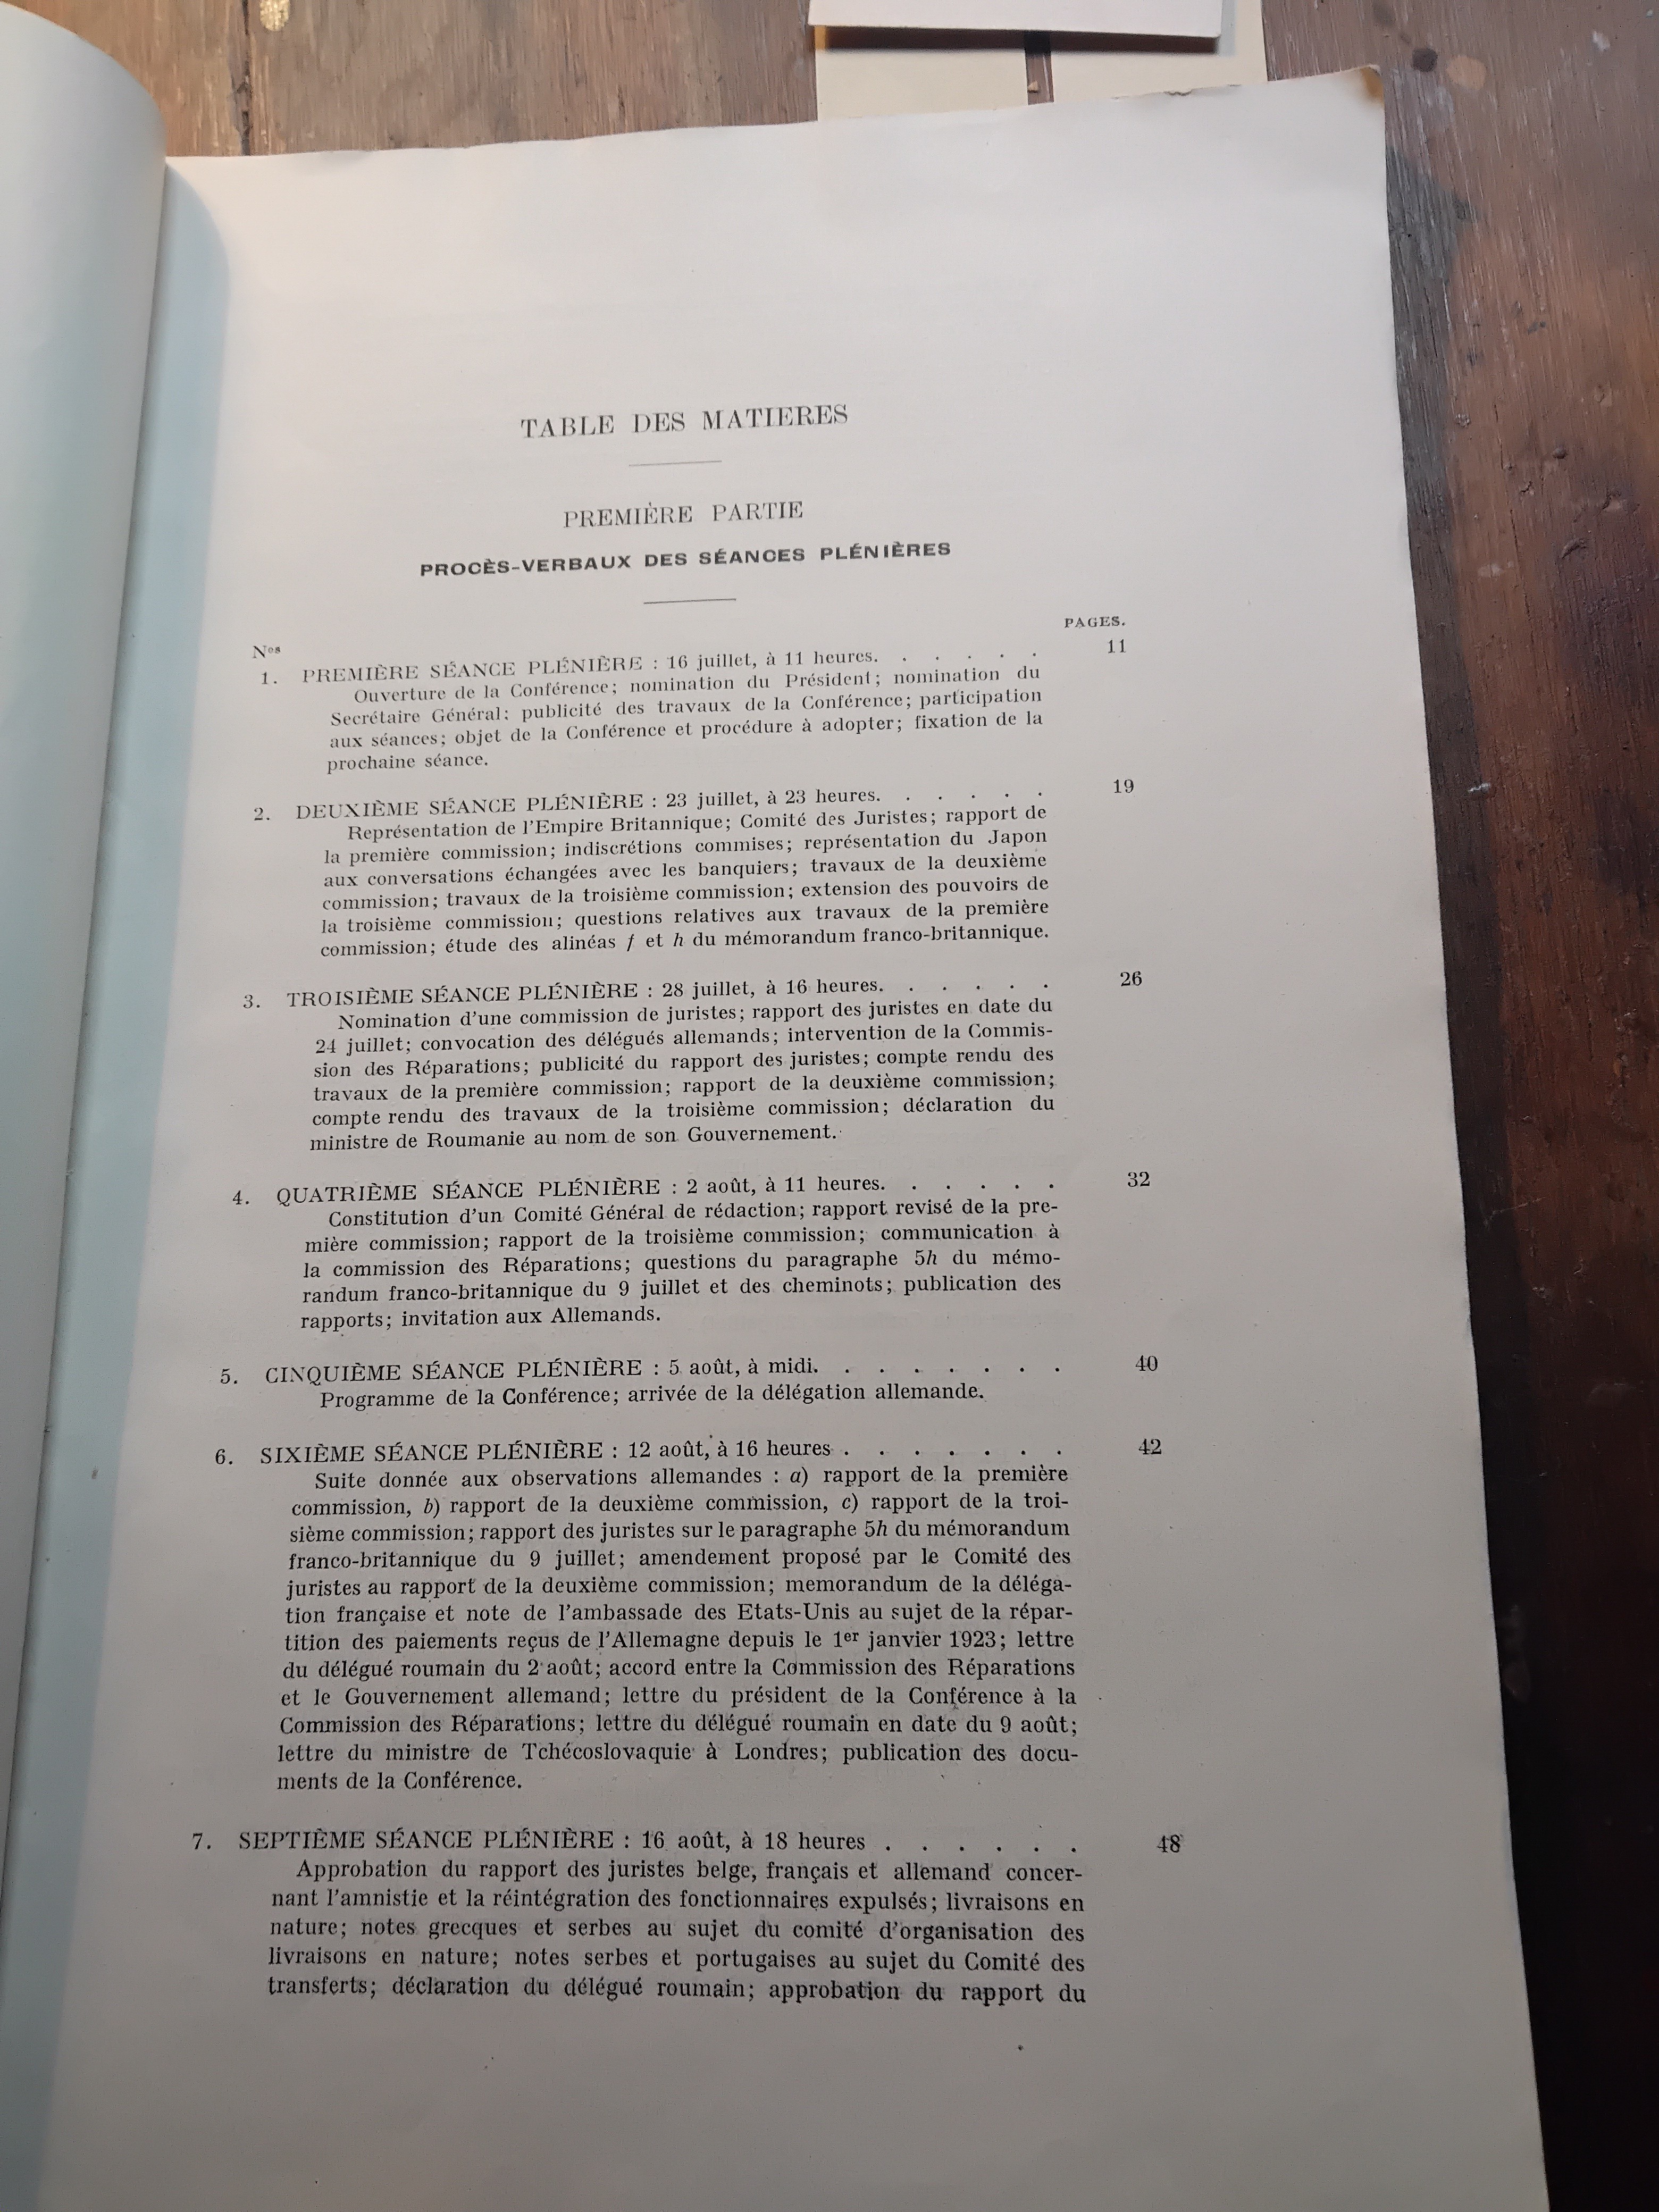 TABLE DES MATIERES
PREMIÈRE PARTIE
PROCÈS-VERBAUX DES SÉANCES PLÉNIÈRES
Nos
PAGES.
1. PREMIÈRE SÉANCE PLÉNIÈRE : 16 juillet, à 11 heures. . . . . . 11
Ouverture de la Conférence; nomination du Président; nomination du
Secrétaire Général; publicité des travaux de la Conférence; participation
aux séances; objet de la Conférence et procédure à adopter; fixation de la
prochaine séance.
2. DEUXIÈME SÉANCE PLÉNIÈRE : 23 juillet, à 23 heures. . . . . . 19
Représentation de l'Empire Britannique; Comité des Juristes; rapport de
la première commission; indiscrétions commises; représentation du Japon
aux conversations échangées avec les banquiers; travaux de la deuxième
commission; travaux de la troisième commission; extension des pouvoirs de
la troisième commission; questions relatives aux travaux de la première
commission; étude des alinéas f et h du mémorandum franco-britannique.
3. TROISIÈME SÉANCE PLÉNIÈRE : 28 juillet, à 16 heures. . . . . . 26
Nomination d'une commission de juristes; rapport des juristes en date du
24 juillet; convocation des délégués allemands; intervention de la Commis-
sion des Réparations; publicité du rapport des juristes; compte rendu des
travaux de la première commission; rapport de la deuxième commission;
compte rendu des travaux de la troisième commission; déclaration du
ministre de Roumanie au nom de son Gouvernement.
4. QUATRIÈME SÉANCE PLÉNIÈRE : 2 août, à 11 heures. . . . . . 32
Constitution d'un Comité Général de rédaction; rapport revisé de la pre-
mière commission; rapport de la troisième commission; communication à
la commission des Réparations; questions du paragraphe 5h du mémo-
randum franco-britannique du 9 juillet et des cheminots; publication des
rapports; invitation aux Allemands.
5. CINQUIÈME SÉANCE PLÉNIÈRE : 5 août, à midi. . . . . . . . 40
Programme de la Conférence; arrivée de la délégation allemande.
6. SIXIÈME SÉANCE PLÉNIÈRE : 12 août, à 16 heures . . . . . . . 42
Suite donnée aux observations allemandes : a) rapport de la première
commission, b) rapport de la deuxième commission, c) rapport de la troi-
sième commission; rapport des juristes sur le paragraphe 5h du mémorandum
franco-britannique du 9 juillet; amendement proposé par le Comité des
juristes au rapport de la deuxième commission; memorandum de la déléga-
tion française et note de l'ambassade des Etats-Unis au sujet de la répar-
tition des paiements reçus de l'Allemagne depuis le 1er janvier 1923; lettre
du délégué roumain du 2 août; accord entre la Commission des Réparations
et le Gouvernement allemand; lettre du président de la Conférence à la
Commission des Réparations; lettre du délégué roumain en date du 9 août;
lettre du ministre de Tchécoslovaquie à Londres; publication des docu-
ments de la Conférence.
7. SEPTIÈME SÉANCE PLÉNIÈRE : 16 août, à 18 heures . . . . . . 48
Approbation du rapport des juristes belge, français et allemand concer-
nant l'amnistie et la réintégration des fonctionnaires expulsés; livraisons en
nature; notes grecques et serbes au sujet du comité d'organisation des
livraisons en nature; notes serbes et portugaises au sujet du Comité des
transferts; déclaration du délégué roumain; approbation du rapport du